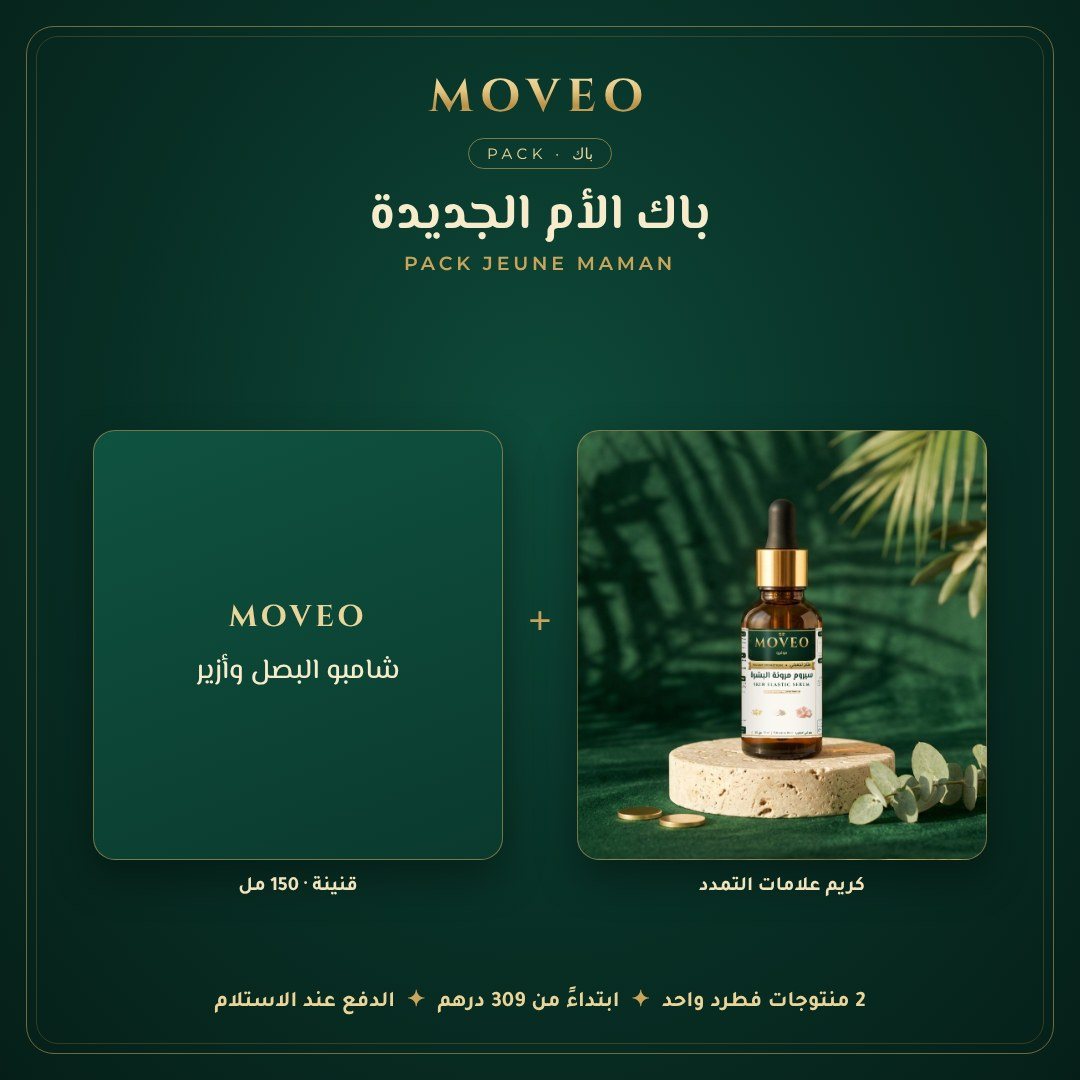 MOVEO
PACK · باك
باك الأم الجديدة
PACK JEUNE MAMAN
MOVEO
شامبو البصل وأزير
+
MOVEO
سيروم مرونة البشرة
SKIN ELASTIC SERUM
قنينة · 150 مل
كريم علامات التمدد
2 منتوجات فطرد واحد ✦ ابتداءً من 309 درهم ✦ الدفع عند الاستلام